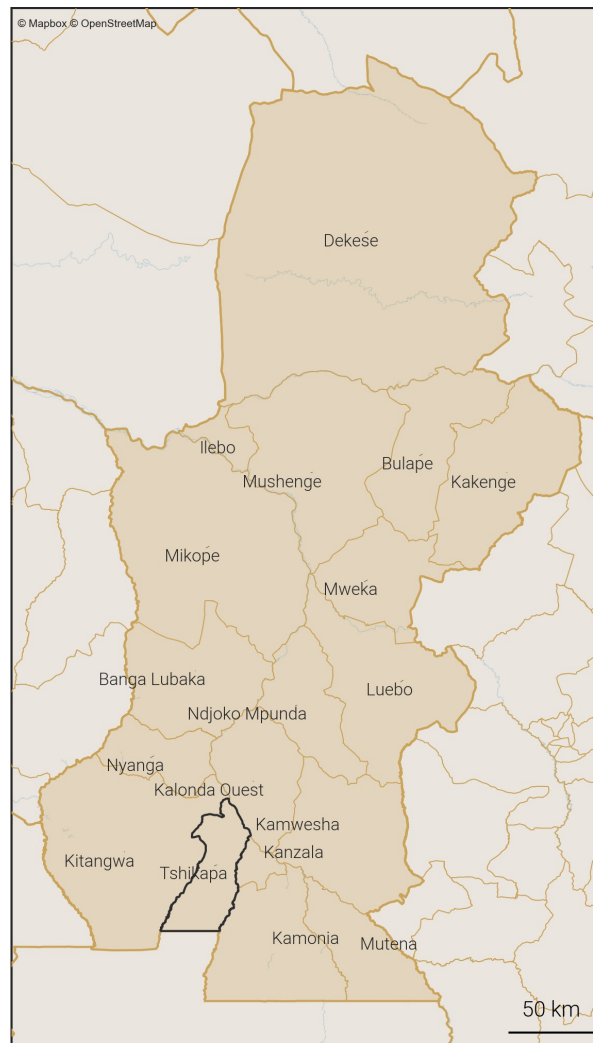 © Mapbox © OpenStreetMap
Dekese
Ilebo
Bulape
Mushenge
Kakenge
Mikope
Mweka
Banga Lubaka
Luebo
Ndjoko Mpunda
Nyanga
Kalonda Ouest
Kamwesha
Kanzala
Kitangwa
Tshikapa
Kamonia
Mutena
50 km